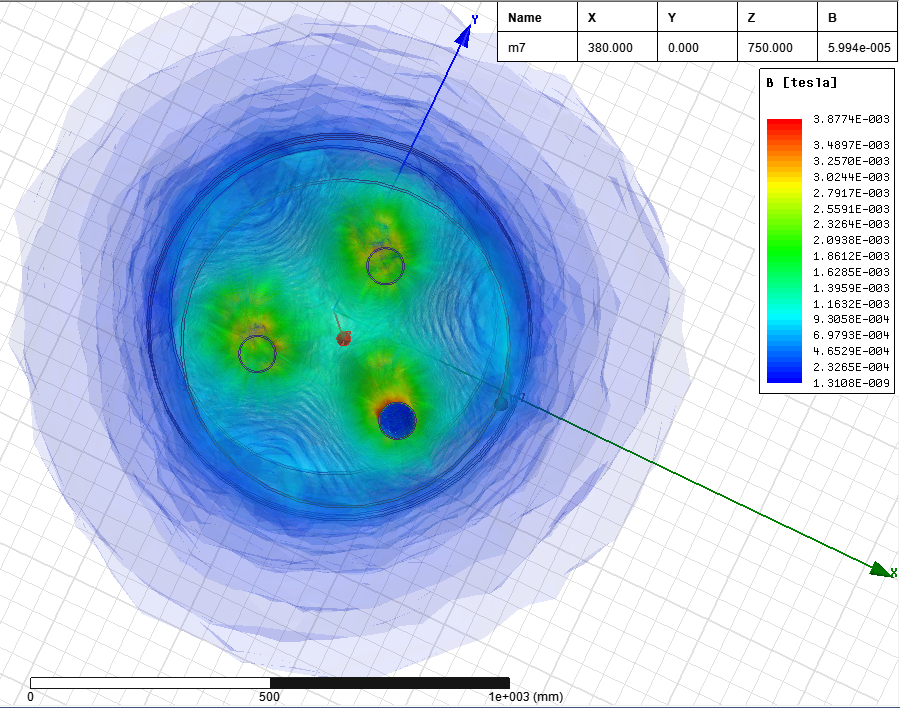 Name X Y Z B
m7 380.000 0.000 750.000 5.994e-005
B [tesla]
3.8774E-003
3.4897E-003
3.2570E-003
3.0244E-003
2.7917E-003
2.5591E-003
2.3264E-003
2.0938E-003
1.8612E-003
1.6285E-003
1.3959E-003
1.1632E-003
9.3058E-004
6.9793E-004
4.6529E-004
2.3265E-004
1.3108E-009
Y
X
0 500 1e+003 (mm)